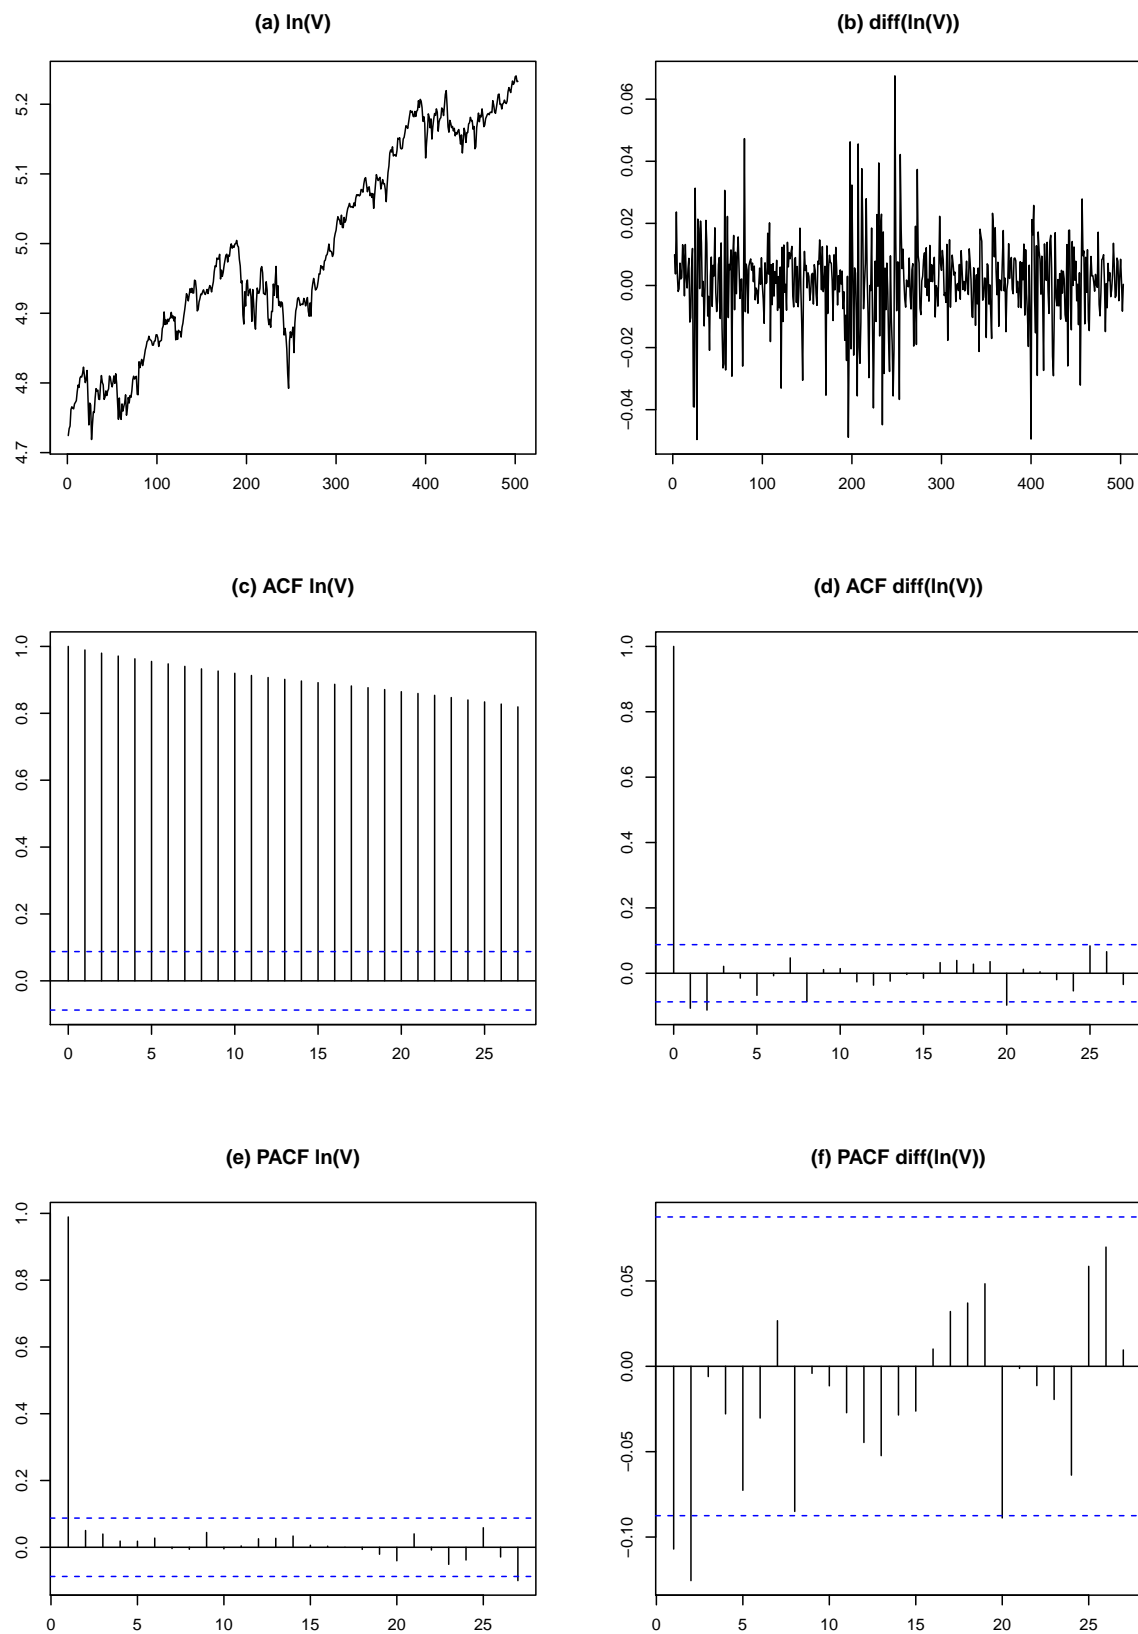 (a) ln(V)
(b) diff(ln(V))
4.7 4.8 4.9 5.0 5.1 5.2
0 100 200 300 400 500
−0.04 −0.02 0.00 0.02 0.04 0.06
0 100 200 300 400 500
(c) ACF ln(V)
(d) ACF diff(ln(V))
0.0 0.2 0.4 0.6 0.8 1.0
0 5 10 15 20 25
0.0 0.2 0.4 0.6 0.8 1.0
0 5 10 15 20 25
(e) PACF ln(V)
(f) PACF diff(ln(V))
0.0 0.2 0.4 0.6 0.8 1.0
0 5 10 15 20 25
−0.10 −0.05 0.00 0.05
0 5 10 15 20 25